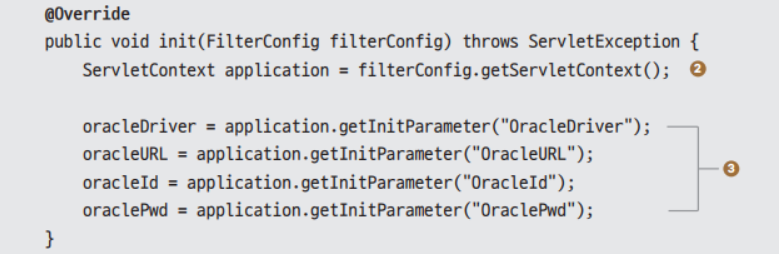 @Override
public void init(FilterConfig filterConfig) throws ServletException {
ServletContext application = filterConfig.getServletContext(); ❷
oracleDriver = application.getInitParameter("OracleDriver");
oracleURL = application.getInitParameter("OracleURL");
oracleId = application.getInitParameter("OracleId"); ❸
oraclePwd = application.getInitParameter("OraclePwd");
}